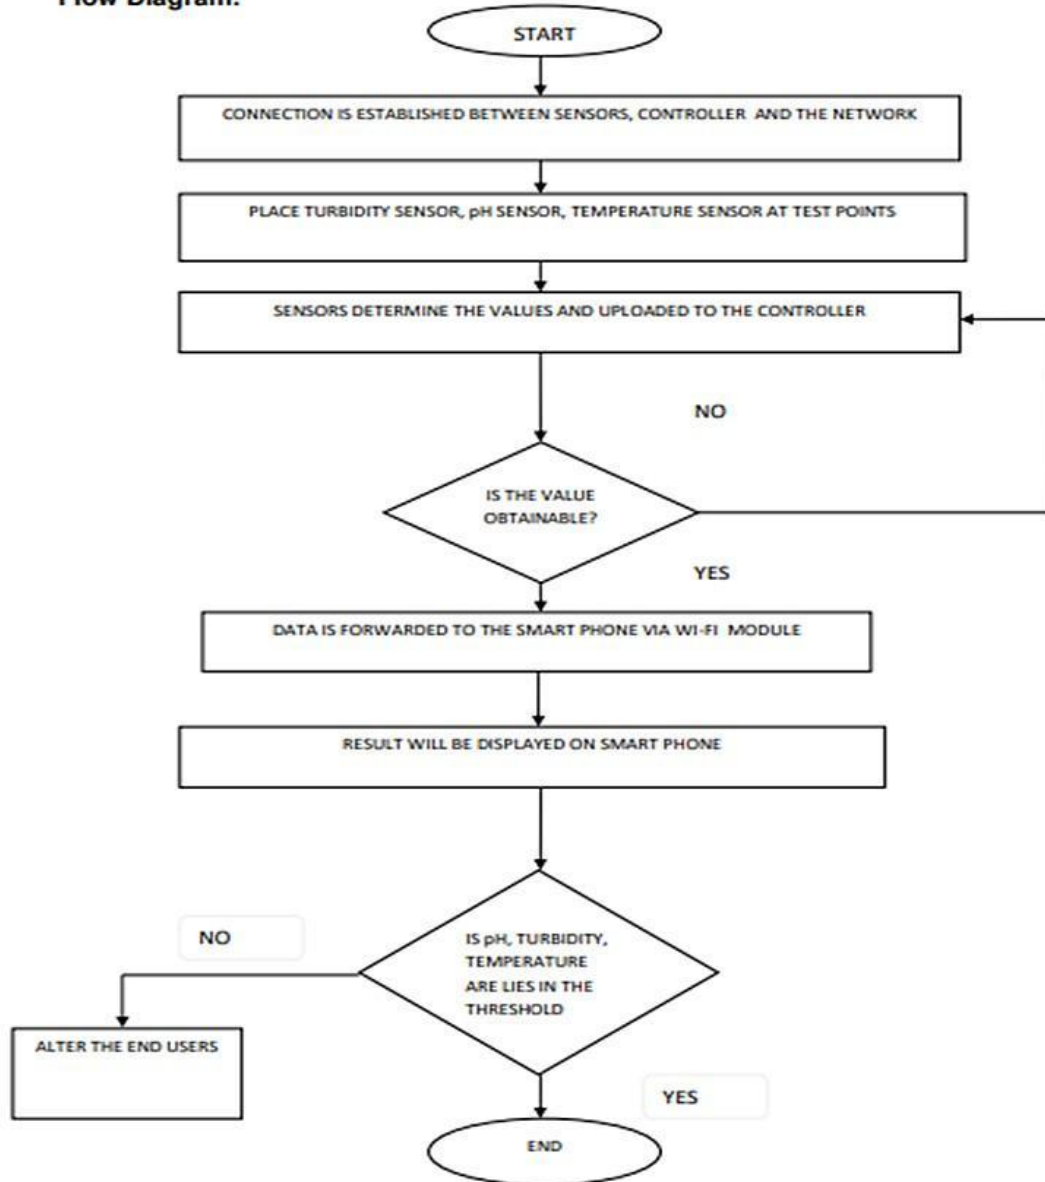 Flow Diagram:
START
CONNECTION IS ESTABLISHED BETWEEN SENSORS, CONTROLLER AND THE NETWORK
PLACE TURBIDITY SENSOR, pH SENSOR, TEMPERATURE SENSOR AT TEST POINTS
SENSORS DETERMINE THE VALUES AND UPLOADED TO THE CONTROLLER
NO
IS THE VALUE
OBTAINABLE?
YES
DATA IS FORWARDED TO THE SMART PHONE VIA WI-FI MODULE
RESULT WILL BE DISPLAYED ON SMART PHONE
NO
IS pH, TURBIDITY,
TEMPERATURE
ARE LIES IN THE
THRESHOLD
ALTER THE END USERS
YES
END